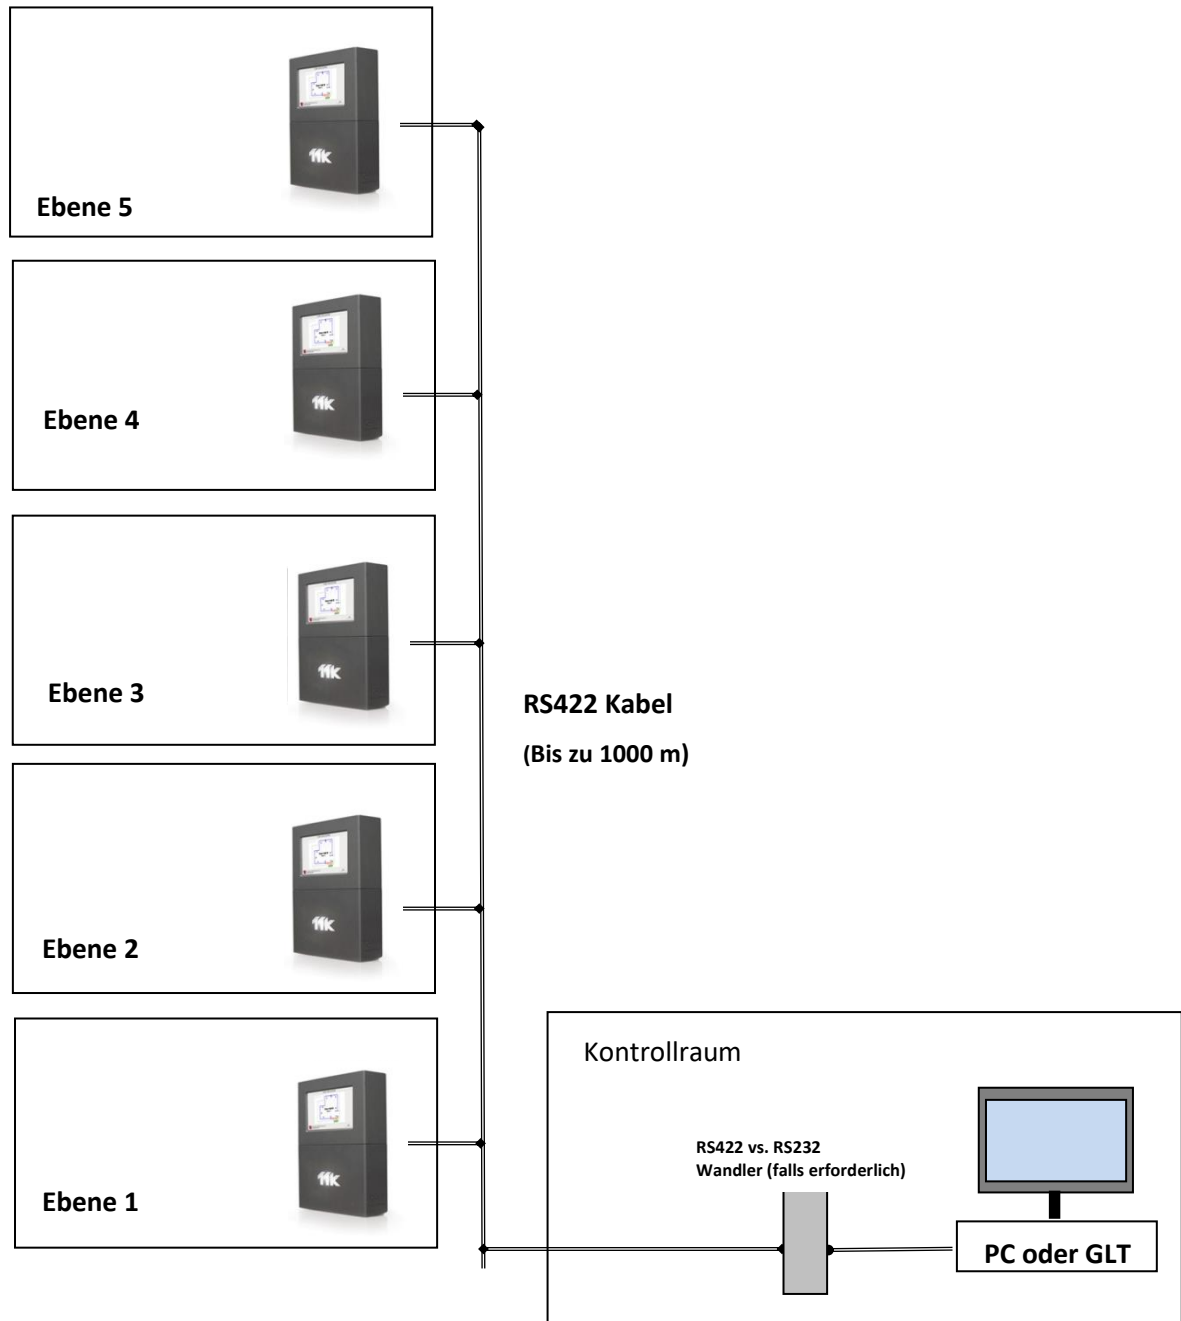 Ebene 5
Ebene 4
Ebene 3
RS422 Kabel
(Bis zu 1000 m)
Ebene 2
Kontrollraum
RS422 vs. RS232
Wandler (falls erforderlich)
Ebene 1
PC oder GLT